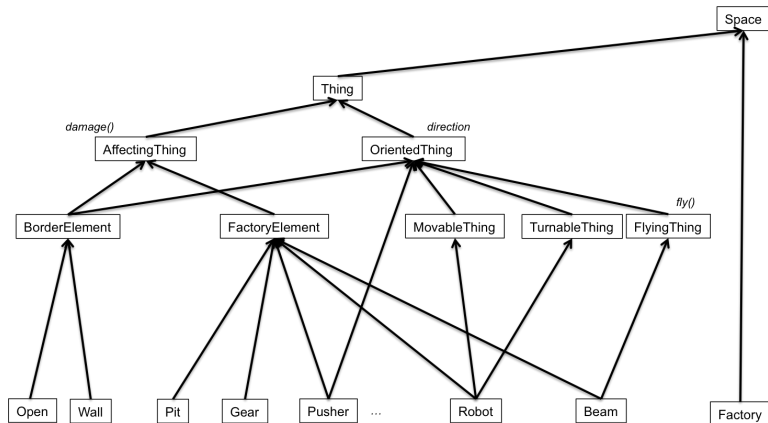 Space
Thing
damage()
direction
AffectingThing
OrientedThing
fly()
BorderElement
FactoryElement
MovableThing
TurnableThing
FlyingThing
Open
Wall
Pit
Gear
Pusher
...
Robot
Beam
Factory